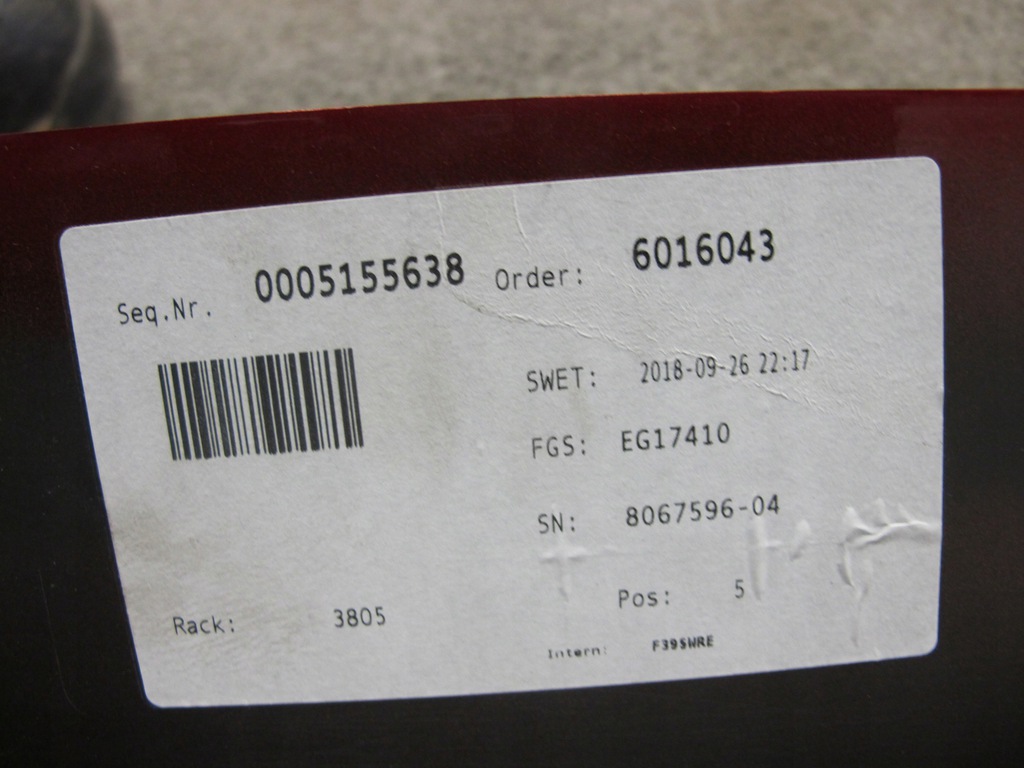 Seq.Nr. 0005155638 Order: 6016043
SWET: 2018-09-26 22:17
FGS: EG17410
SN: 8067596-04
Pos: 5
Rack: 3805
Intern: F39SWRE